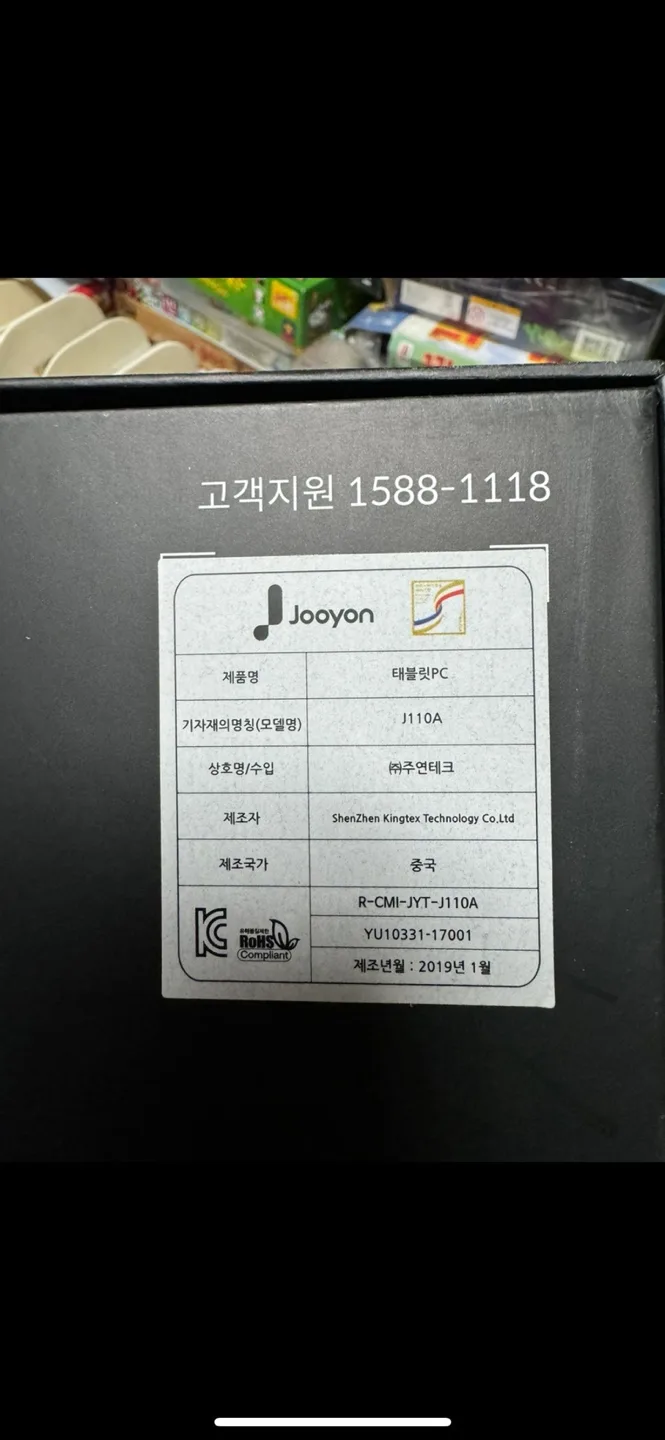 고객지원 1588-1118
Jooyon
제품명 태블릿PC
기자재의명칭(모델명) J110A
상호명/수입 ㈜주연테크
제조자 ShenZhen Kingtex Technology Co.Ltd
제조국가 중국
R-CMI-JYT-J110A
RoHS
Compliant
YU10331-17001
제조년월 : 2019년 1월